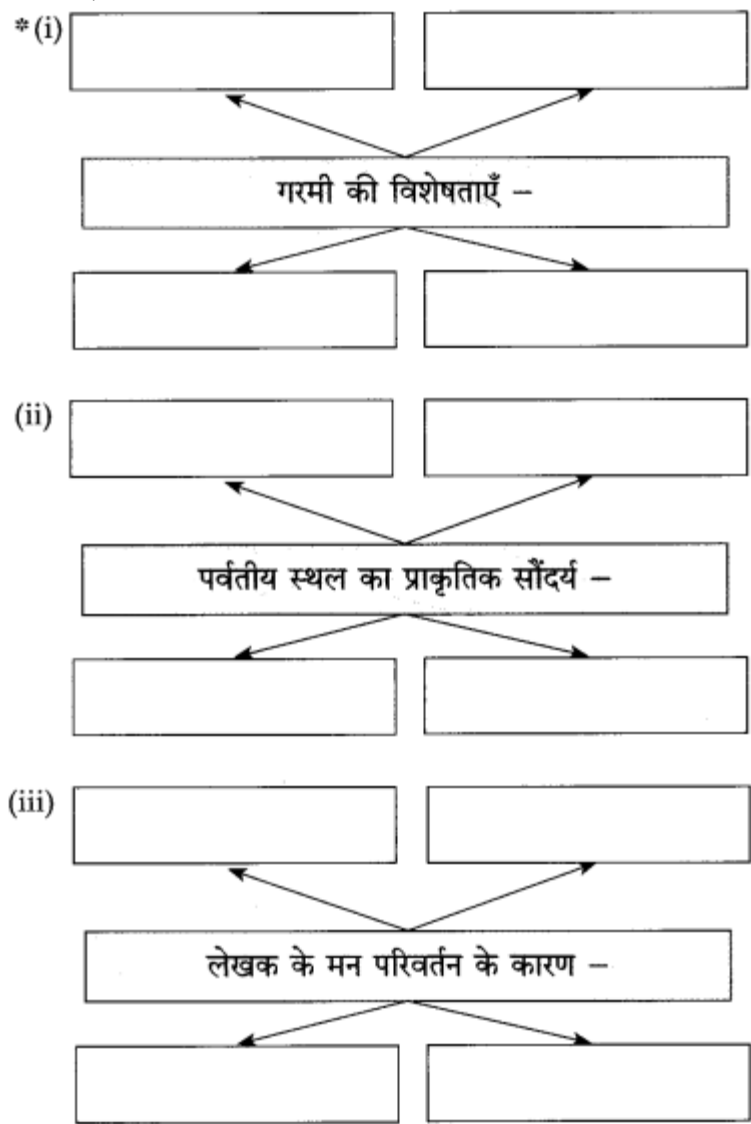 * (i)
गरमी की विशेषताएँ –
(ii)
पर्वतीय स्थल का प्राकृतिक सौंदर्य –
(iii)
लेखक के मन परिवर्तन के कारण –